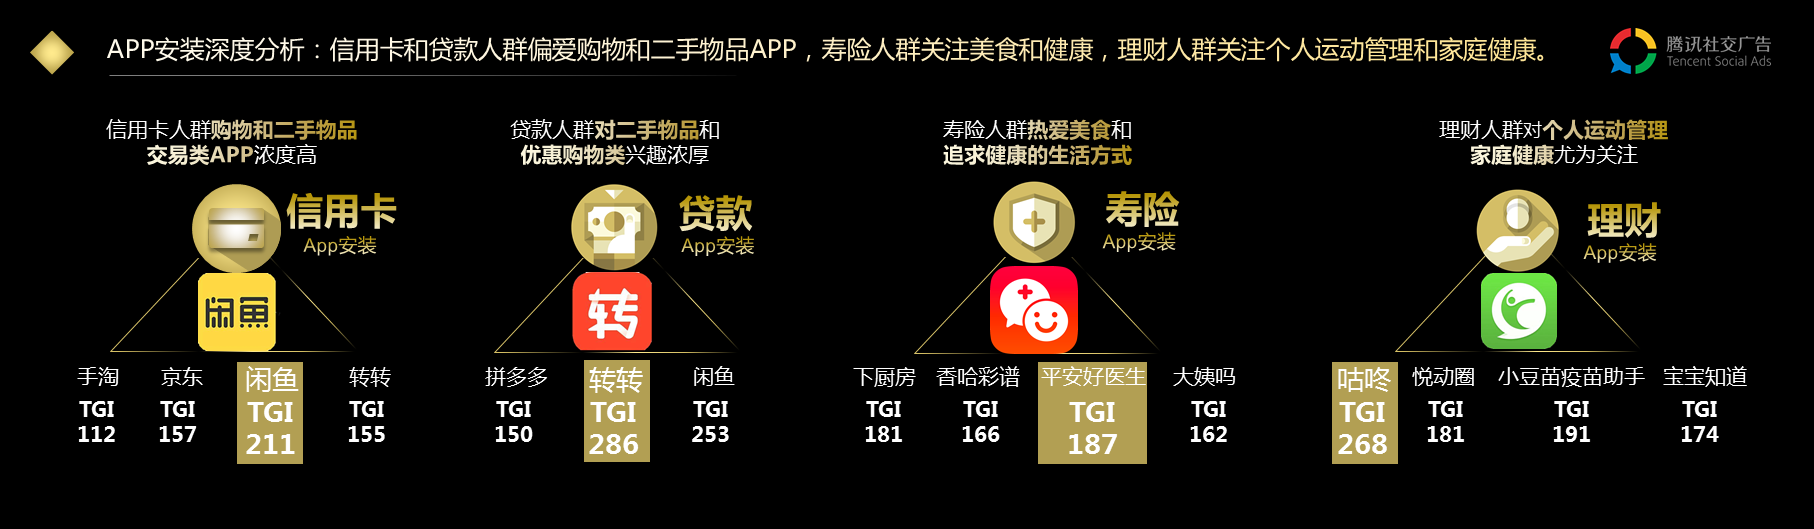 APP安装深度分析：信用卡和贷款人群偏爱购物和二手物品APP，寿险人群关注美食和健康，理财人群关注个人运动管理和家庭健康。
腾讯社交广告
Tencent Social Ads
信用卡人群购物和二手物品
交易类APP浓度高
信用卡
App安装
闲鱼
手淘
TGI
112
京东
TGI
157
闲鱼
TGI
211
转转
TGI
155
贷款人群对二手物品和
优惠购物类兴趣浓厚
贷款
App安装
转
拼多多
TGI
150
转转
TGI
286
闲鱼
TGI
253
寿险人群热爱美食和
追求健康的生活方式
寿险
App安装
下厨房
TGI
181
香哈彩谱
TGI
166
平安好医生
TGI
187
大姨吗
TGI
162
理财人群对个人运动管理
家庭健康尤为关注
理财
App安装
咕咚
TGI
268
悦动圈
TGI
181
小豆苗疫苗助手
TGI
191
宝宝知道
TGI
174